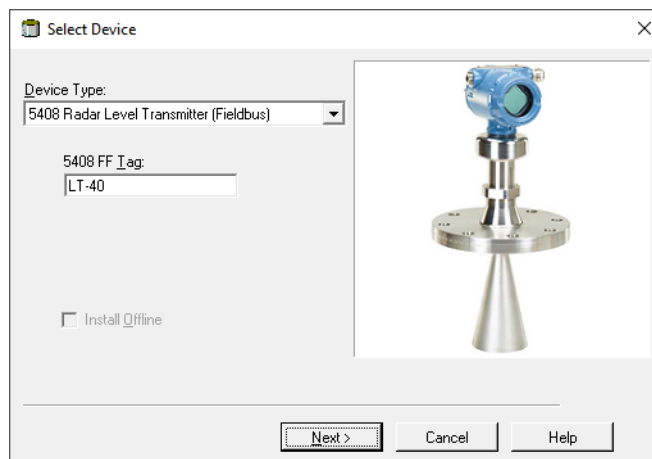 Select Device
Device Type:
5408 Radar Level Transmitter (Fieldbus)
5408 FF Tag:
LT-40
Install Offline
Next >
Cancel
Help